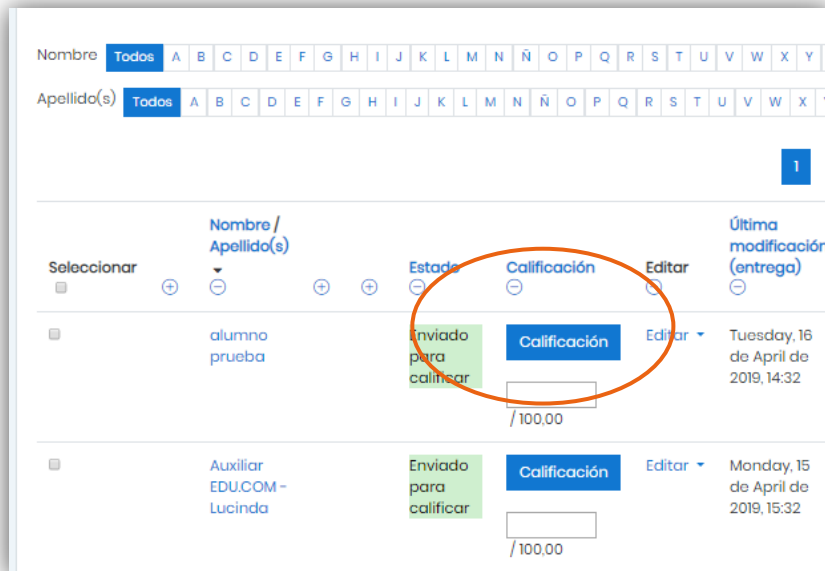 Nombre Todos A B C D E F G H I J K L M N Ñ O P Q R S T U V W X Y
Apellido(s) Todos A B C D E F G H I J K L M N Ñ O P Q R S T U V W X
1
Seleccionar
Nombre /
Apellido(s)
Estado
Calificación
Editar
Última
modificación
(entrega)
alumno
prueba
Enviado
para
calificar
Calificación
/ 100,00
Editar
Tuesday, 16
de April de
2019, 14:32
Auxiliar
EDU.COM -
Lucinda
Enviado
para
calificar
Calificación
/ 100,00
Editar
Monday, 15
de April de
2019, 15:32